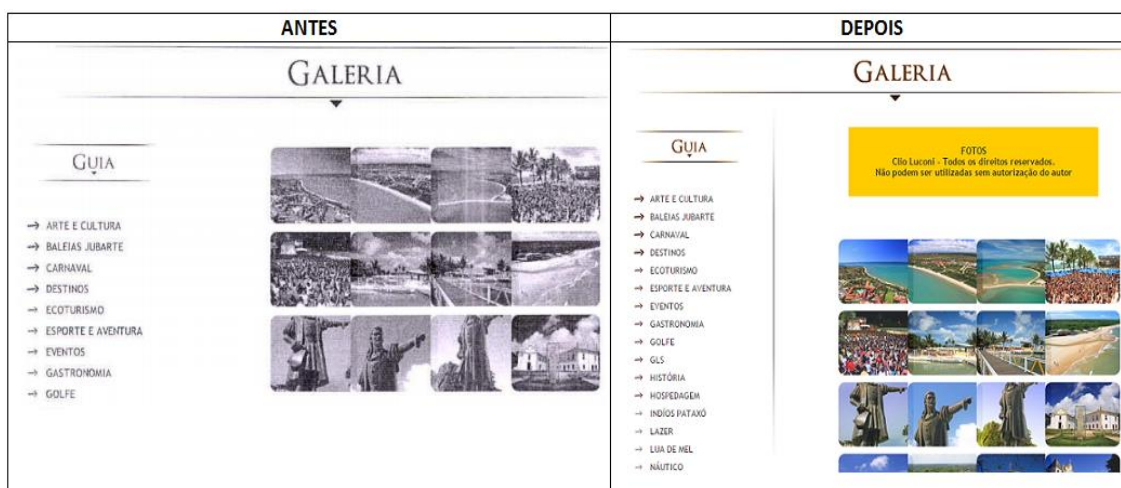 ANTES
GALERIA
GUIA
ARTE E CULTURA
BALEIAS JUBARTE
CARNAVAL
DESTINOS
ECOTURISMO
ESPORTE E AVENTURA
EVENTOS
GASTRONOMIA
GOLFE
DEPOIS
GALERIA
GUIA
FOTOS
Clio Luconi - Todos os direitos reservados.
Não podem ser utilizadas sem autorização do autor
ARTE E CULTURA
BALEIAS JUBARTE
CARNAVAL
DESTINOS
ECOTURISMO
ESPORTE E AVENTURA
EVENTOS
GASTRONOMIA
GOLFE
GLS
HISTÓRIA
HOSPEDAGEM
INDÍOS PATAXÓ
LAZER
LUA DE MEL
NÁUTICO